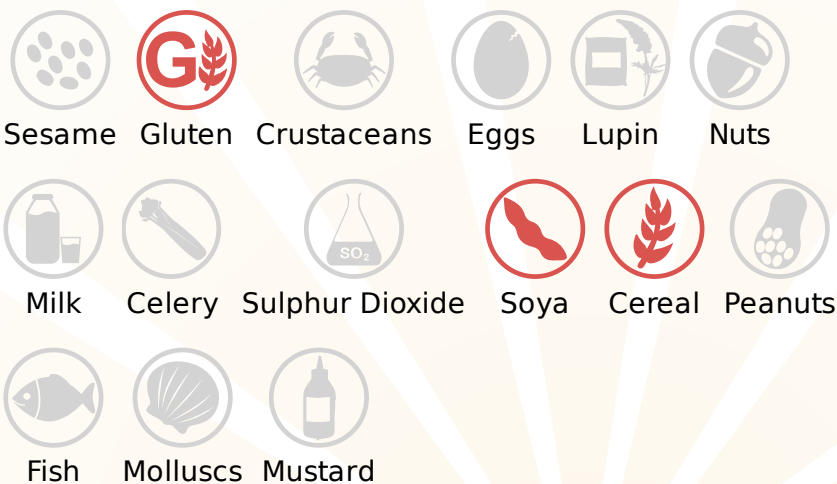 G
Sesame Gluten Crustaceans Eggs Lupin Nuts
SO₂
Milk Celery Sulphur Dioxide Soya Cereal Peanuts
Fish Molluscs Mustard